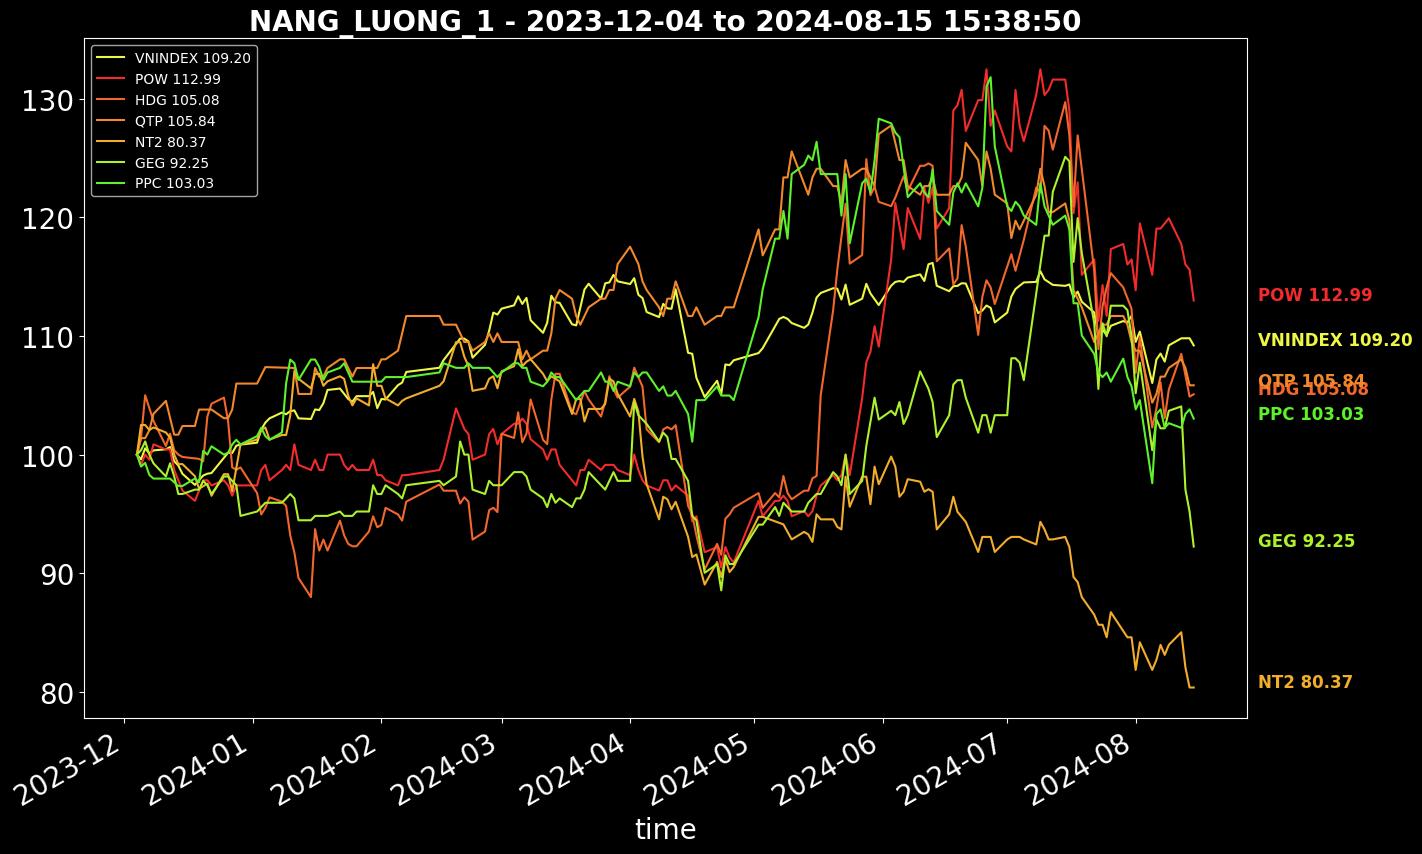 NANG_LUONG_1 - 2023-12-04 to 2024-08-15 15:38:50
VNINDEX 109.20
POW 112.99
HDG 105.08
QTP 105.84
NT2 80.37
GEG 92.25
PPC 103.03
130
120
110
100
90
80
POW 112.99
VNINDEX 109.20
QTP 105.84
HDG 105.08
PPC 103.03
GEG 92.25
NT2 80.37
2023-12
2024-01
2024-02
2024-03
2024-04
2024-05
2024-06
2024-07
2024-08
time